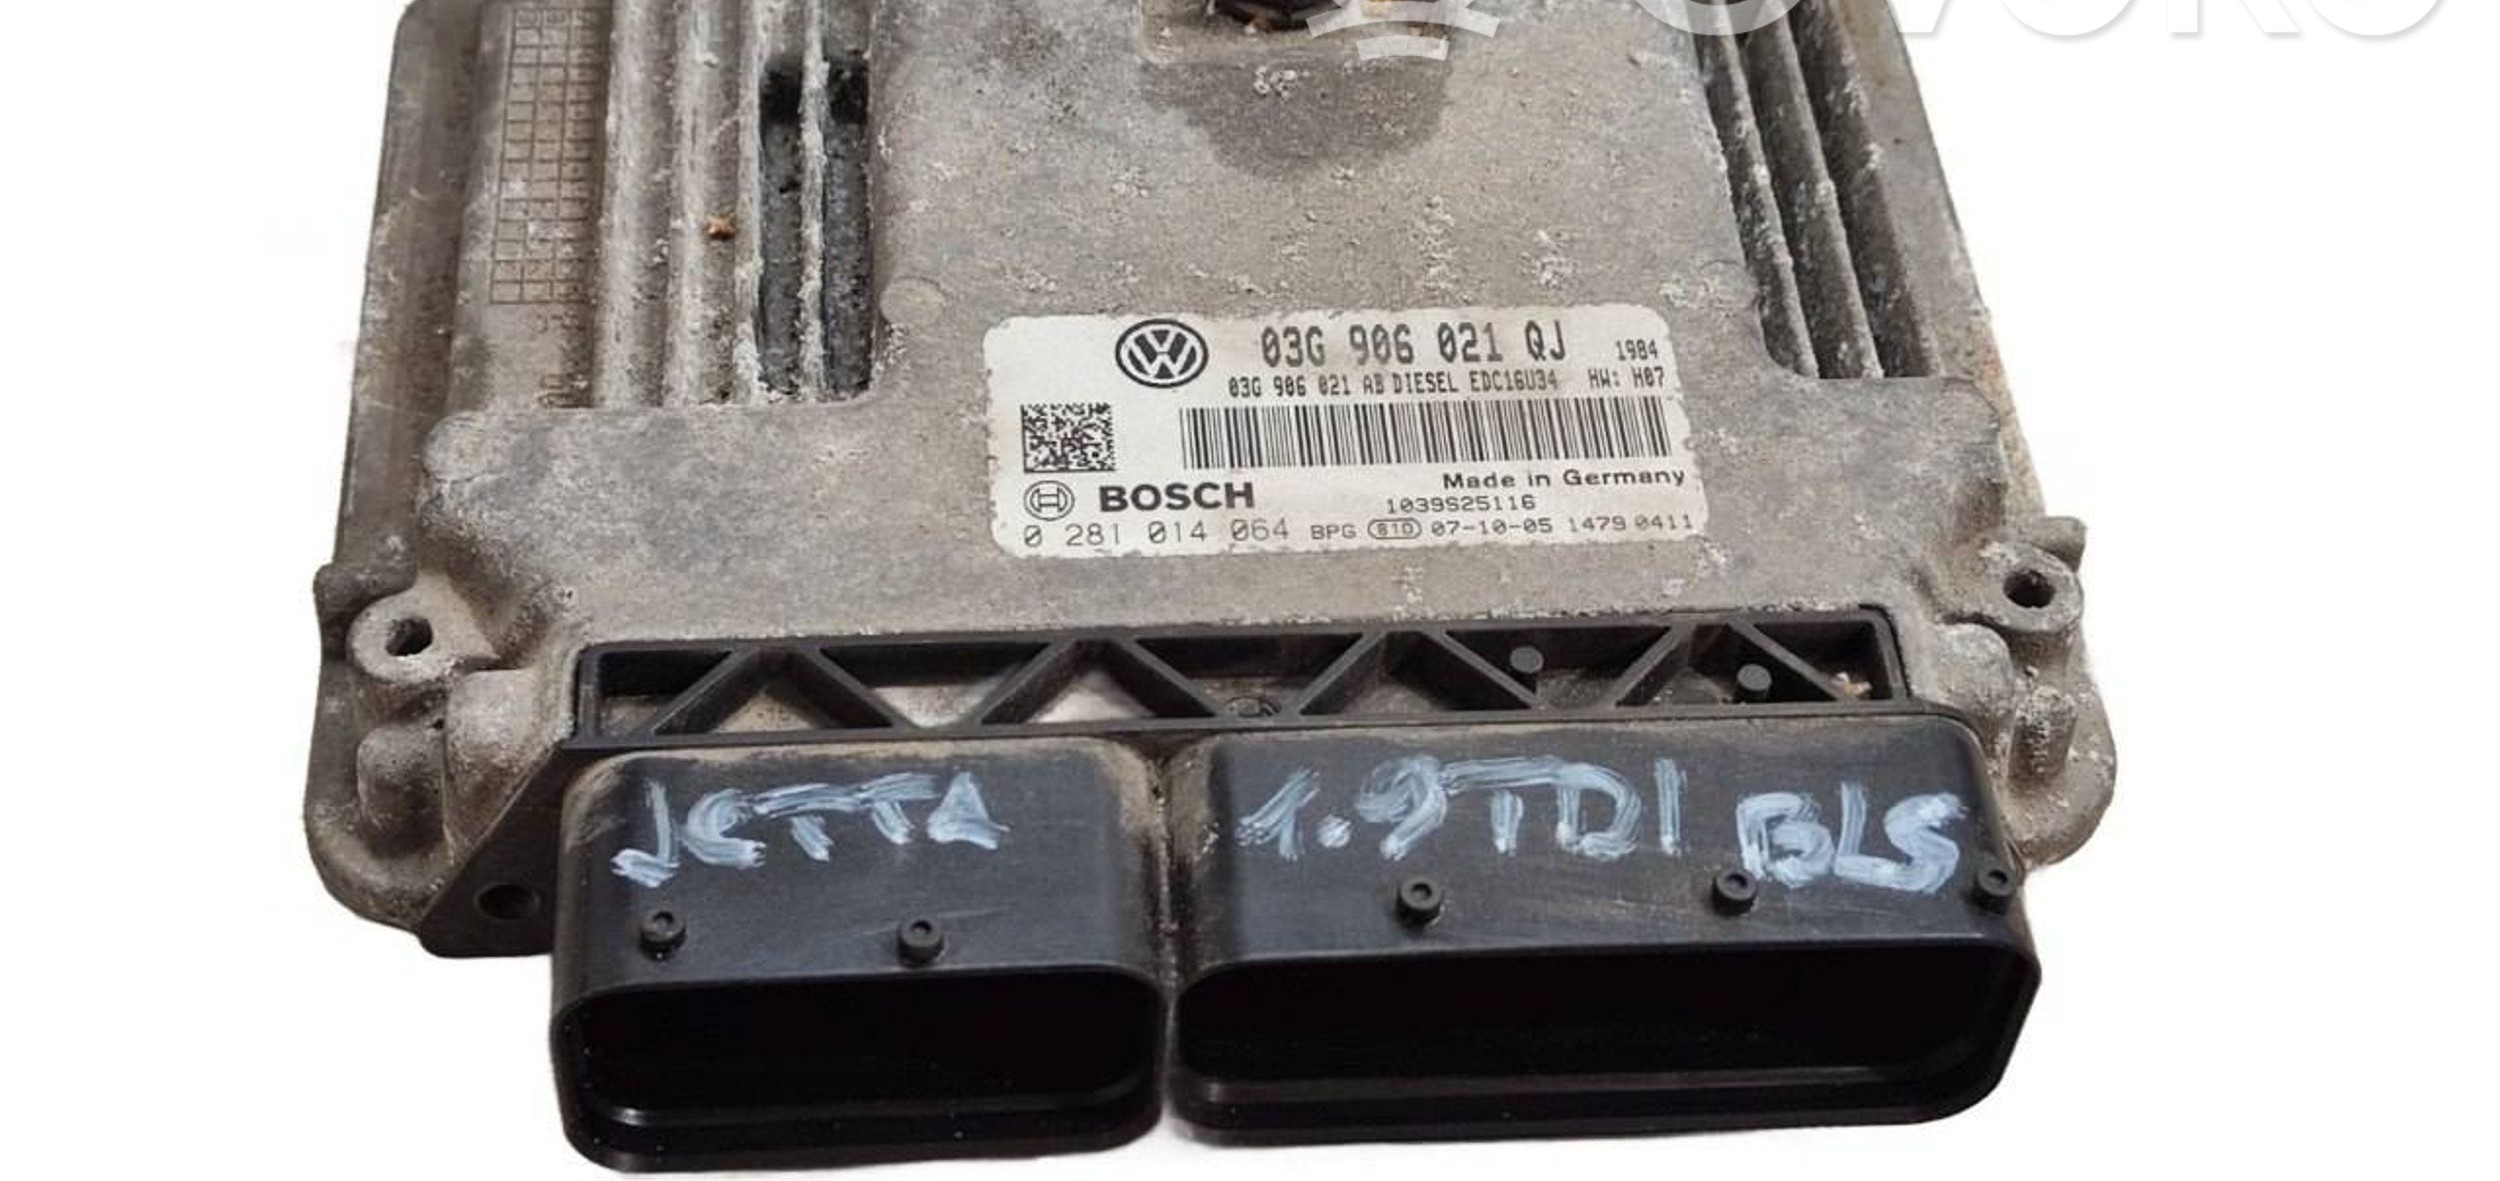 03G 906 021 QJ 1984
03G 906 021 AB DIESEL EDC16U34 HW: H07
Made in Germany
BOSCH 1039S25116
0 281 014 064 BPG 81D 07-10-05 1479 0411
JETTA 1.9TDI BLS